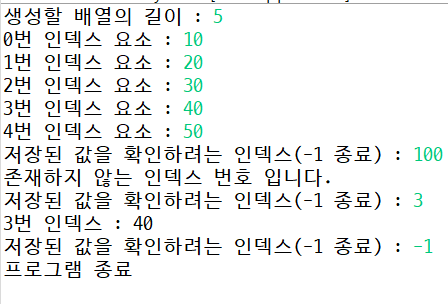 생성할 배열의 길이 : 5
0번 인덱스 요소 : 10
1번 인덱스 요소 : 20
2번 인덱스 요소 : 30
3번 인덱스 요소 : 40
4번 인덱스 요소 : 50
저장된 값을 확인하려는 인덱스(-1 종료) : 100
존재하지 않는 인덱스 번호 입니다.
저장된 값을 확인하려는 인덱스(-1 종료) : 3
3번 인덱스 : 40
저장된 값을 확인하려는 인덱스(-1 종료) : -1
프로그램 종료